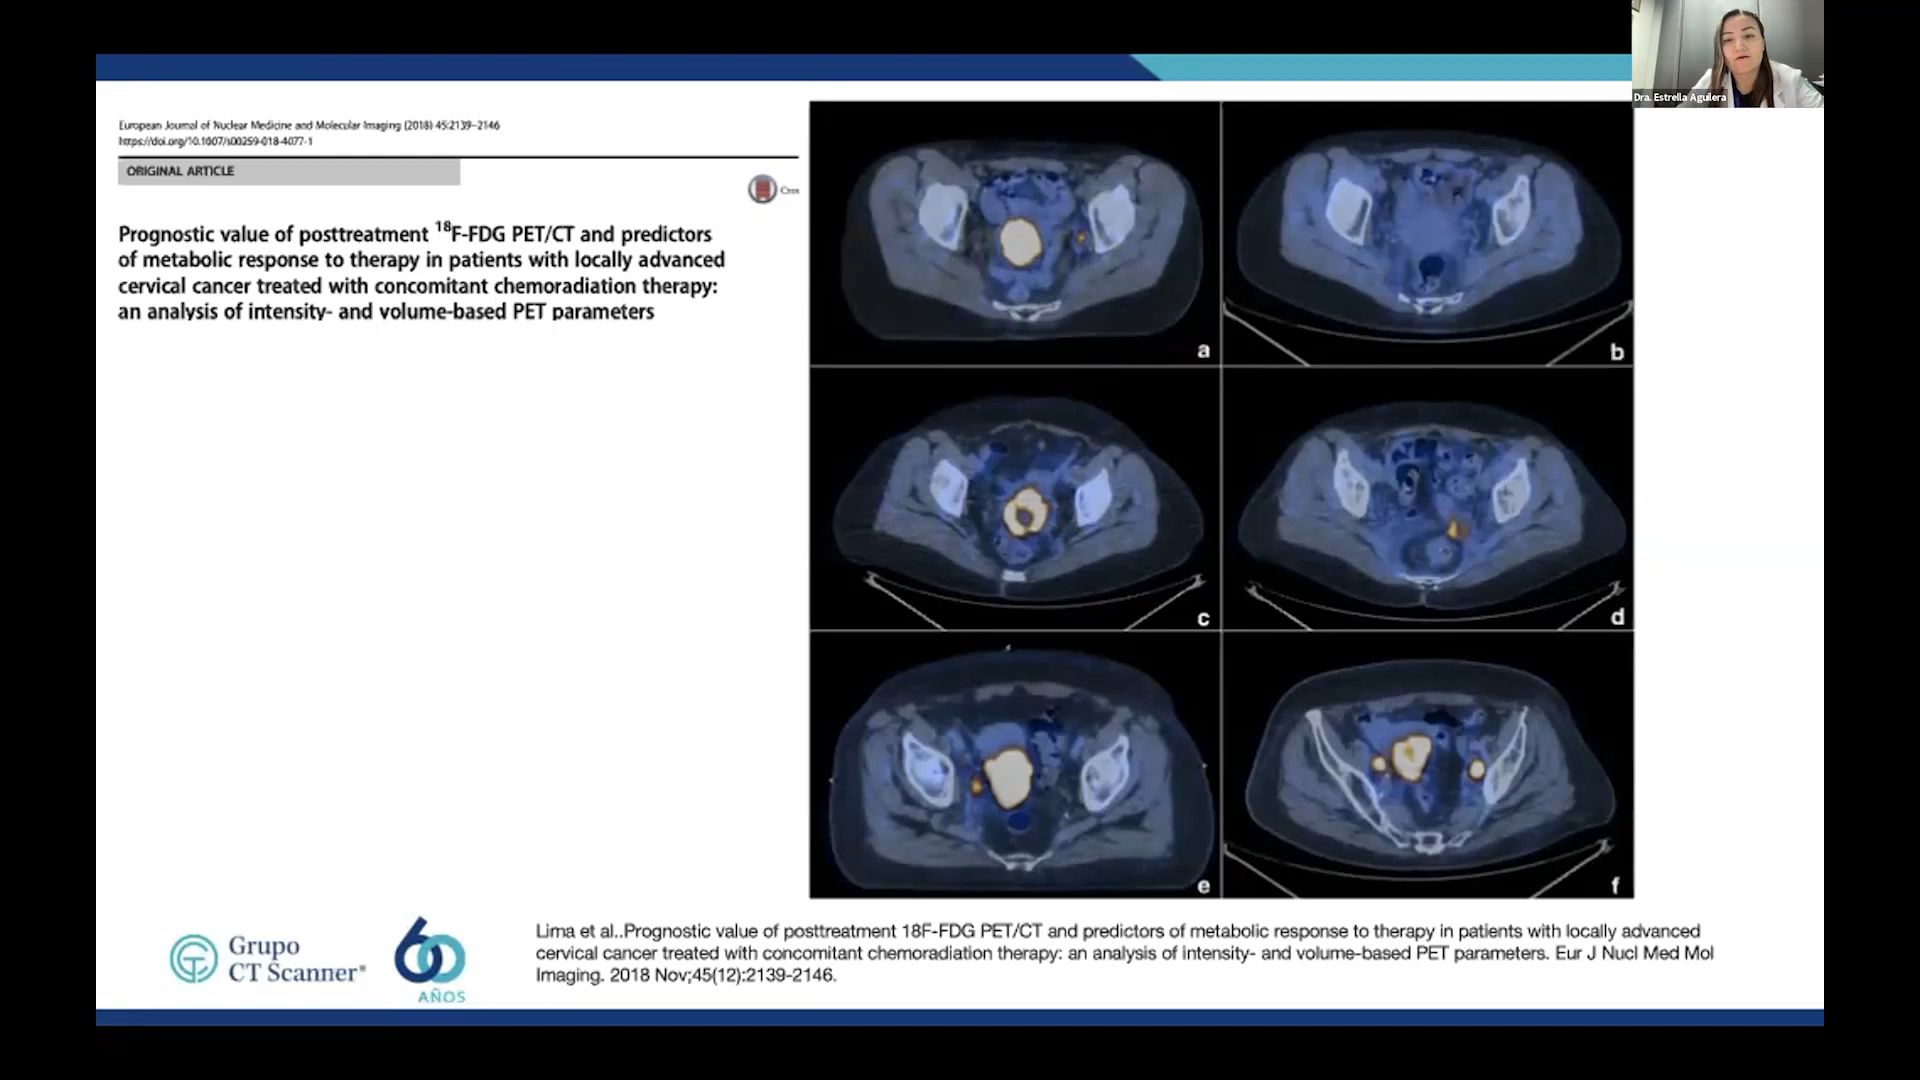 Dra. Estrella Aguilera
European Journal of Nuclear Medicine and Molecular Imaging (2018) 45:2139–2146
https://doi.org/10.1007/s00259-018-4077-1
ORIGINAL ARTICLE
Prognostic value of posttreatment ¹⁸F-FDG PET/CT and predictors
of metabolic response to therapy in patients with locally advanced
cervical cancer treated with concomitant chemoradiation therapy:
an analysis of intensity- and volume-based PET parameters
a
b
c
d
e
f
Grupo
CT Scanner®
60
AÑOS
Lima et al..Prognostic value of posttreatment 18F-FDG PET/CT and predictors of metabolic response to therapy in patients with locally advanced
cervical cancer treated with concomitant chemoradiation therapy: an analysis of intensity- and volume-based PET parameters. Eur J Nucl Med Mol
Imaging. 2018 Nov;45(12):2139-2146.